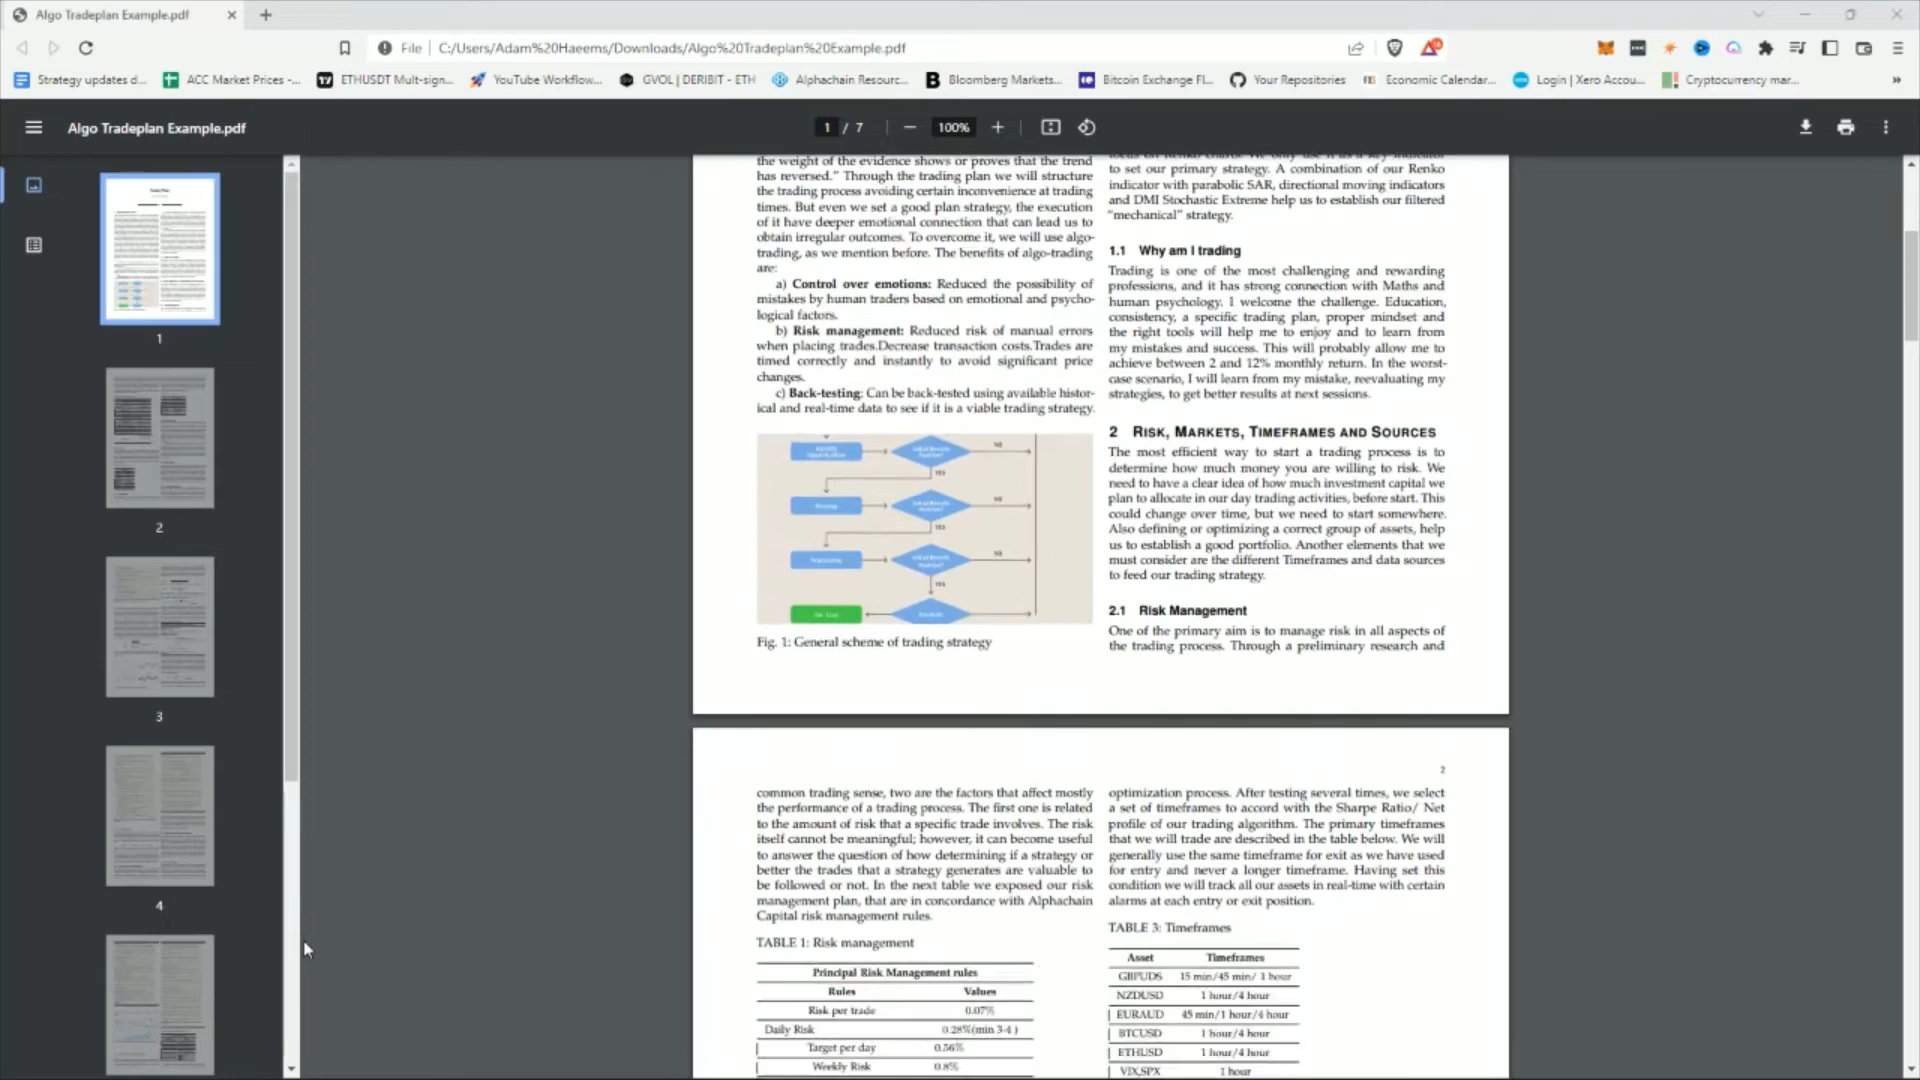 Algo Tradeplan Example.pdf
File
C:/Users/Adam%20Haeems/Downloads/Algo%20Tradeplan%20Example.pdf
Strategy updates d...
ACC Market Prices -...
ETHUSDT Mult-sign...
YouTube Workflow...
GVOL | DERIBIT - ETH
Alphachain Resourc...
Bloomberg Markets...
Bitcoin Exchange Fl...
Your Repositories
Economic Calendar...
Login | Xero Accou...
Cryptocurrency mar...
Algo Tradeplan Example.pdf
1 / 7
100%
1
2
3
4
the weight of the evidence shows or proves that the trend
has reversed." Through the trading plan we will structure
the trading process avoiding certain inconvenience at trading
times. But even we set a good plan strategy, the execution
of it have deeper emotional connection that can lead us to
obtain irregular outcomes. To overcome it, we will use algo-
trading, as we mention before. The benefits of algo-trading
are:
a) Control over emotions: Reduced the possibility of
mistakes by human traders based on emotional and psycho-
logical factors.
b) Risk management: Reduced risk of manual errors
when placing trades.Decrease transaction costs.Trades are
timed correctly and instantly to avoid significant price
changes.
c) Back-testing: Can be back-tested using available histor-
ical and real-time data to see if it is a viable trading strategy.
NO
YES
NO
YES
NO
YES
Fig. 1: General scheme of trading strategy
focus on Renko charts. We only use it as a key indicator
to set our primary strategy. A combination of our Renko
indicator with parabolic SAR, directional moving indicators
and DMI Stochastic Extreme help us to establish our filtered
"mechanical" strategy.
1.1 Why am I trading
Trading is one of the most challenging and rewarding
professions, and it has strong connection with Maths and
human psychology. I welcome the challenge. Education,
consistency, a specific trading plan, proper mindset and
the right tools will help me to enjoy and to learn from
my mistakes and success. This will probably allow me to
achieve between 2 and 12% monthly return. In the worst-
case scenario, I will learn from my mistake, reevaluating my
strategies, to get better results at next sessions.
2 RISK, MARKETS, TIMEFRAMES AND SOURCES
The most efficient way to start a trading process is to
determine how much money you are willing to risk. We
need to have a clear idea of how much investment capital we
plan to allocate in our day trading activities, before start. This
could change over time, but we need to start somewhere.
Also defining or optimizing a correct group of assets, help
us to establish a good portfolio. Another elements that we
must consider are the different Timeframes and data sources
to feed our trading strategy.
2.1 Risk Management
One of the primary aim is to manage risk in all aspects of
the trading process. Through a preliminary research and
2
common trading sense, two are the factors that affect mostly
the performance of a trading process. The first one is related
to the amount of risk that a specific trade involves. The risk
itself cannot be meaningful; however, it can become useful
to answer the question of how determining if a strategy or
better the trades that a strategy generates are valuable to
be followed or not. In the next table we exposed our risk
management plan, that are in concordance with Alphachain
Capital risk management rules.
TABLE 1: Risk management
Principal Risk Management rules
Rules Values
Risk per trade 0.07%
Daily Risk 0.28%(min 3-4 )
Target per day 0.56%
Weekly Risk 0.8%
optimization process. After testing several times, we select
a set of timeframes to accord with the Sharpe Ratio/ Net
profile of our trading algorithm. The primary timeframes
that we will trade are described in the table below. We will
generally use the same timeframe for exit as we have used
for entry and never a longer timeframe. Having set this
condition we will track all our assets in real-time with certain
alarms at each entry or exit position.
TABLE 3: Timeframes
Asset Timeframes
GBPUDS 15 min/45 min/ 1 hour
NZDUSD 1 hour/4 hour
EURAUD 45 min/1 hour/4 hour
BTCUSD 1 hour/4 hour
ETHUSD 1 hour/4 hour
VIX,SPX 1 hour